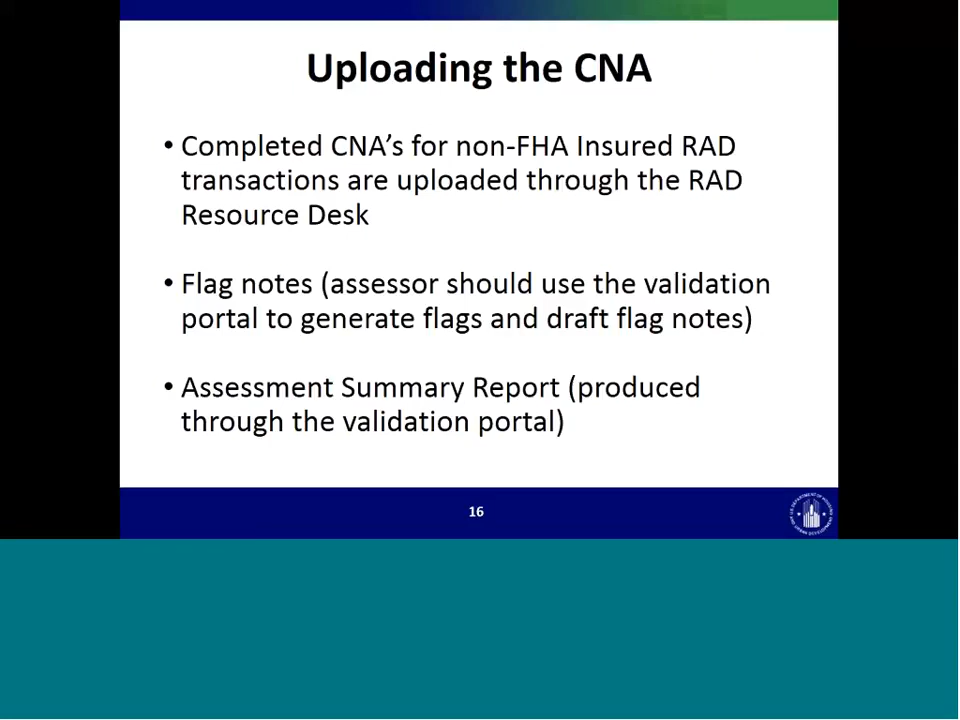 Uploading the CNA
• Completed CNA’s for non-FHA Insured RAD
transactions are uploaded through the RAD
Resource Desk
• Flag notes (assessor should use the validation
portal to generate flags and draft flag notes)
• Assessment Summary Report (produced
through the validation portal)
16